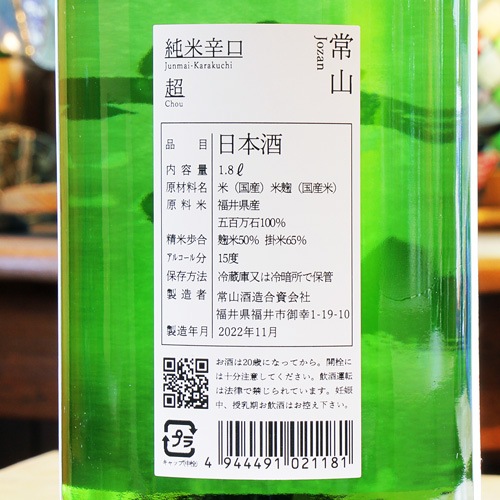 常山
Jozan
純米辛口
Junmai-Karakuchi
超
Chou
品目 日本酒
内容量 1.8ℓ
原材料名 米（国産）米麹（国産米）
原料米 福井県産
五百万石100%
精米歩合 麹米50% 掛米65%
アルコール分 15度
保存方法 冷蔵庫又は冷暗所で保管
製造者 常山酒造合資会社
福井県福井市御幸1-19-10
製造年月 2022年11月
お酒は20歳になってから。開栓に
は十分注意してください。飲酒運転
は法律で禁じられています。妊娠
中、授乳期お飲酒はお控え下さい。
プラ
キャップ(中栓)
4 944491 021181